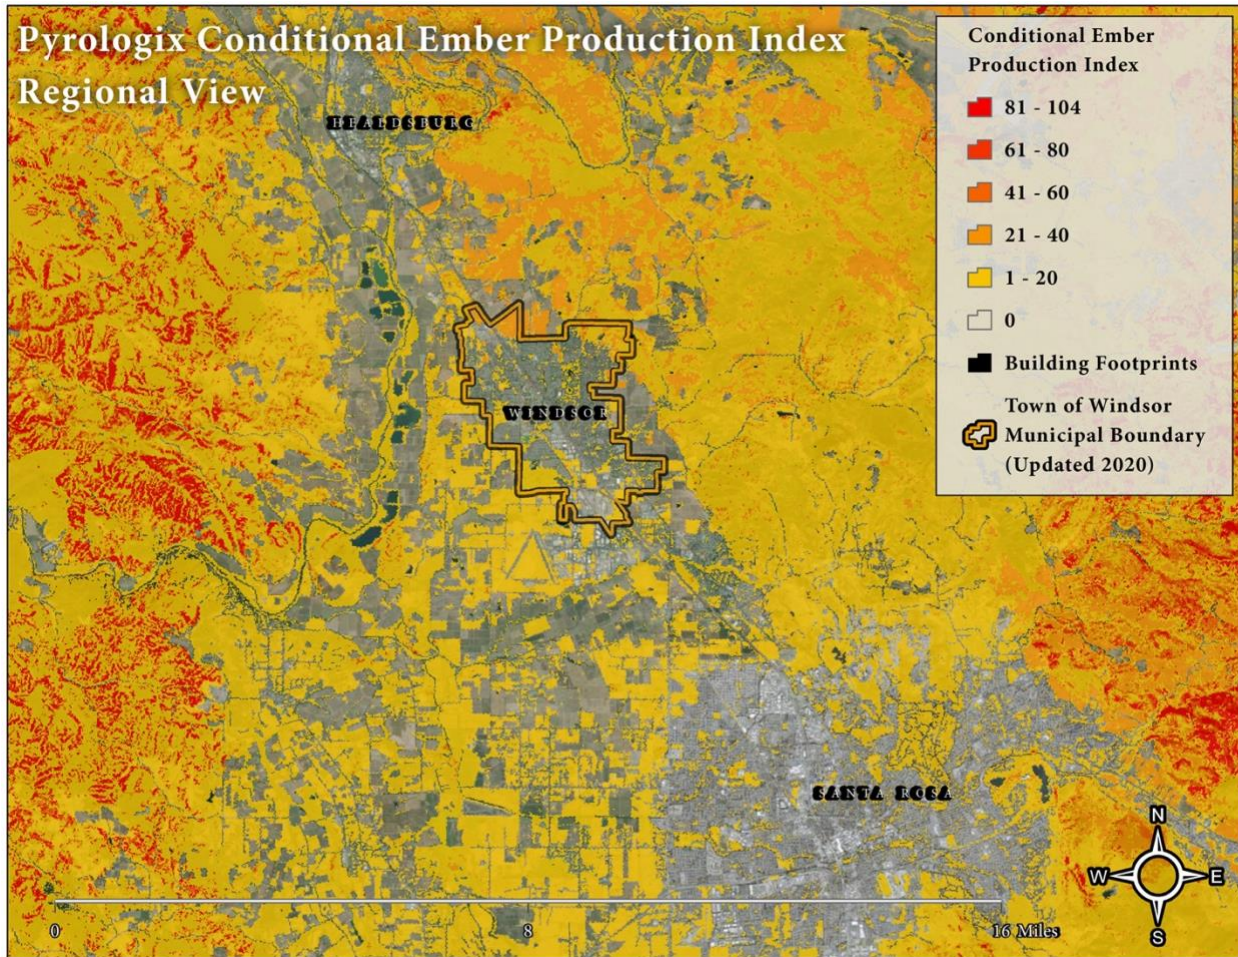 Pyrologix Conditional Ember Production Index
Regional View
HEALDSBURG
WINDSOR
SANTA ROSA
Conditional Ember
Production Index
81 - 104
61 - 80
41 - 60
21 - 40
1 - 20
0
Building Footprints
Town of Windsor
Municipal Boundary
(Updated 2020)
N
W
E
S
0
8
16 Miles